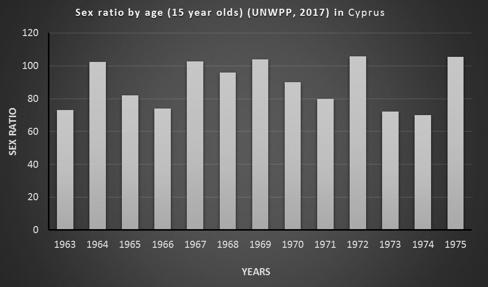 Sex ratio by age (15 year olds) (UNWPP, 2017) in Cyprus
120
100
80
60
40
20
0
SEX RATIO
1963 1964 1965 1966 1967 1968 1969 1970 1971 1972 1973 1974 1975
YEARS